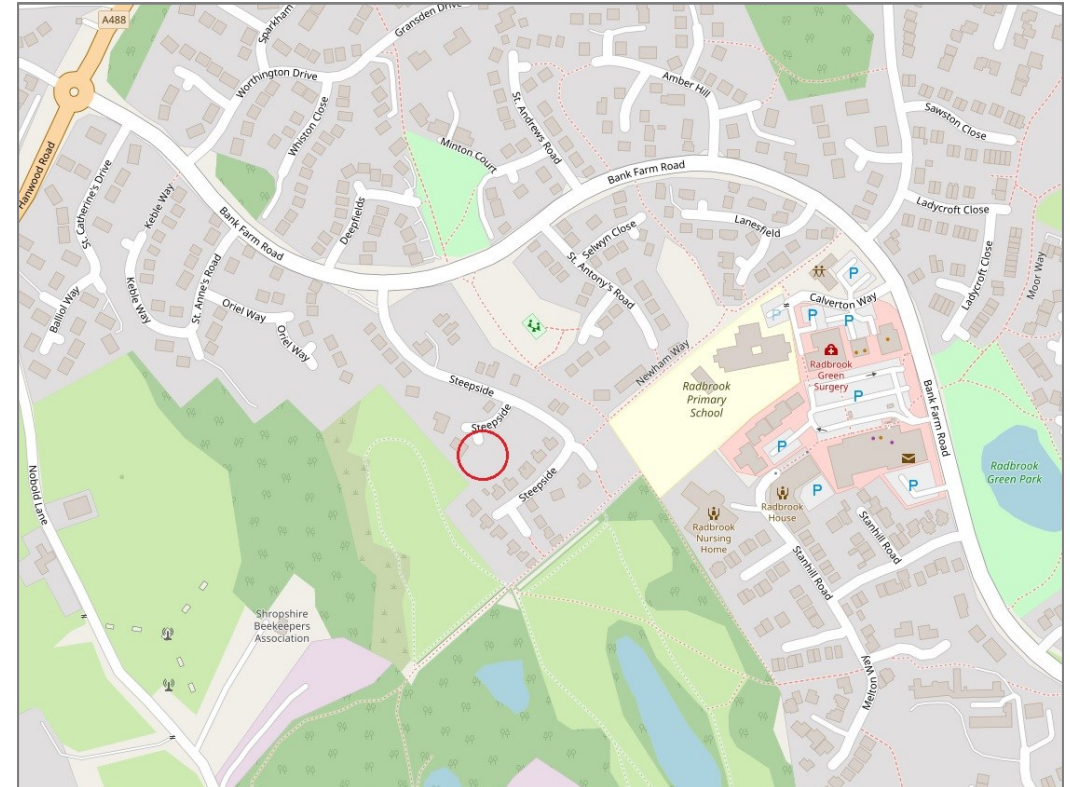 A488
Sparkham
Gransden Drive
Worthington Drive
Whiston Close
Amber Hill
St. Andrews Road
Minton Court
Sawston Close
Hanwood Road
St. Catherine's Drive
Keble Way
Bank Farm Road
Bank Farm Road
Deepfields
Ladycroft Close
Lanesfield
Selwyn Close
St. Antony's Road
Ladycroft Close
Moor Way
Balliol Way
Keble Way
St. Anne's Road
Oriel Way
Oriel Way
P
Calverton Way
P
P
P
Newham Way
Radbrook
Green
Surgery
Radbrook
Primary
School
P
Bank Farm Road
Steepside
Steepside
Steepside
P
P
P
Radbrook
Green Park
Nobold Lane
Radbrook
House
Radbrook
Nursing
Home
Stanhill Road
Stanhill Road
Shropshire
Beekeepers
Association
Melton Way